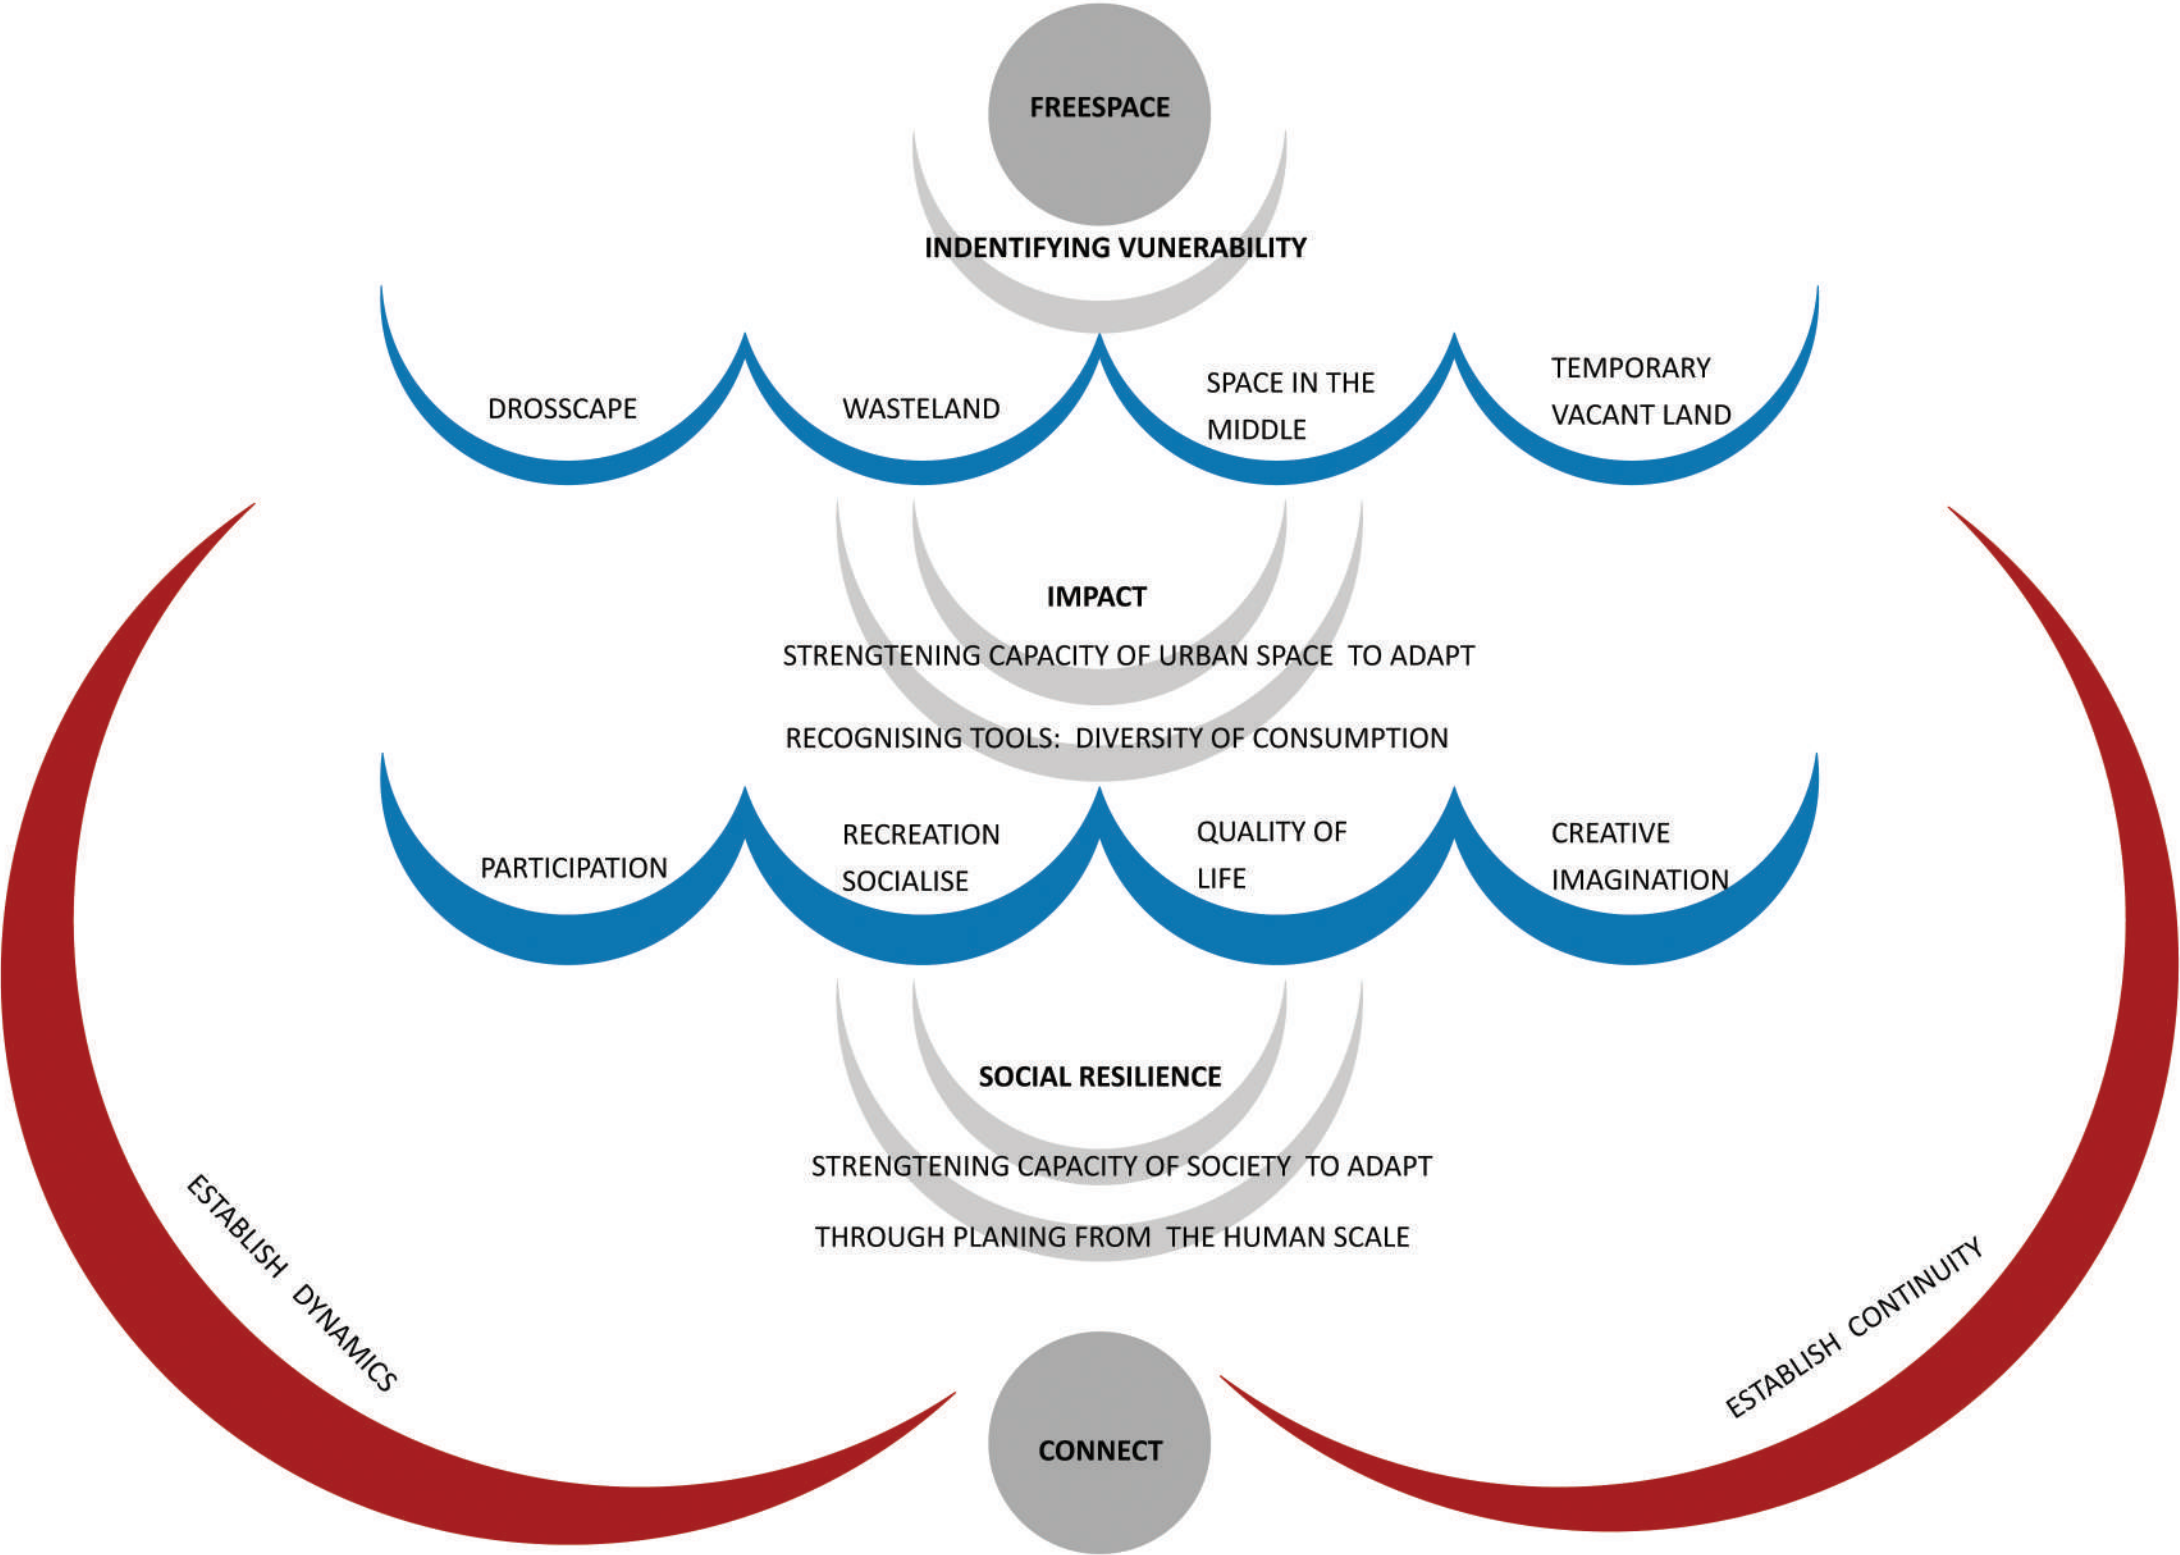 FREESPACE
INDENTIFYING VUNERABILITY
DROSSCAPE
WASTELAND
SPACE IN THE
MIDDLE
TEMPORARY
VACANT LAND
IMPACT
STRENGTENING CAPACITY OF URBAN SPACE TO ADAPT
RECOGNISING TOOLS: DIVERSITY OF CONSUMPTION
PARTICIPATION
RECREATION
SOCIALISE
QUALITY OF
LIFE
CREATIVE
IMAGINATION
SOCIAL RESILIENCE
STRENGTENING CAPACITY OF SOCIETY TO ADAPT
THROUGH PLANING FROM THE HUMAN SCALE
ESTABLISH DYNAMICS
ESTABLISH CONTINUITY
CONNECT